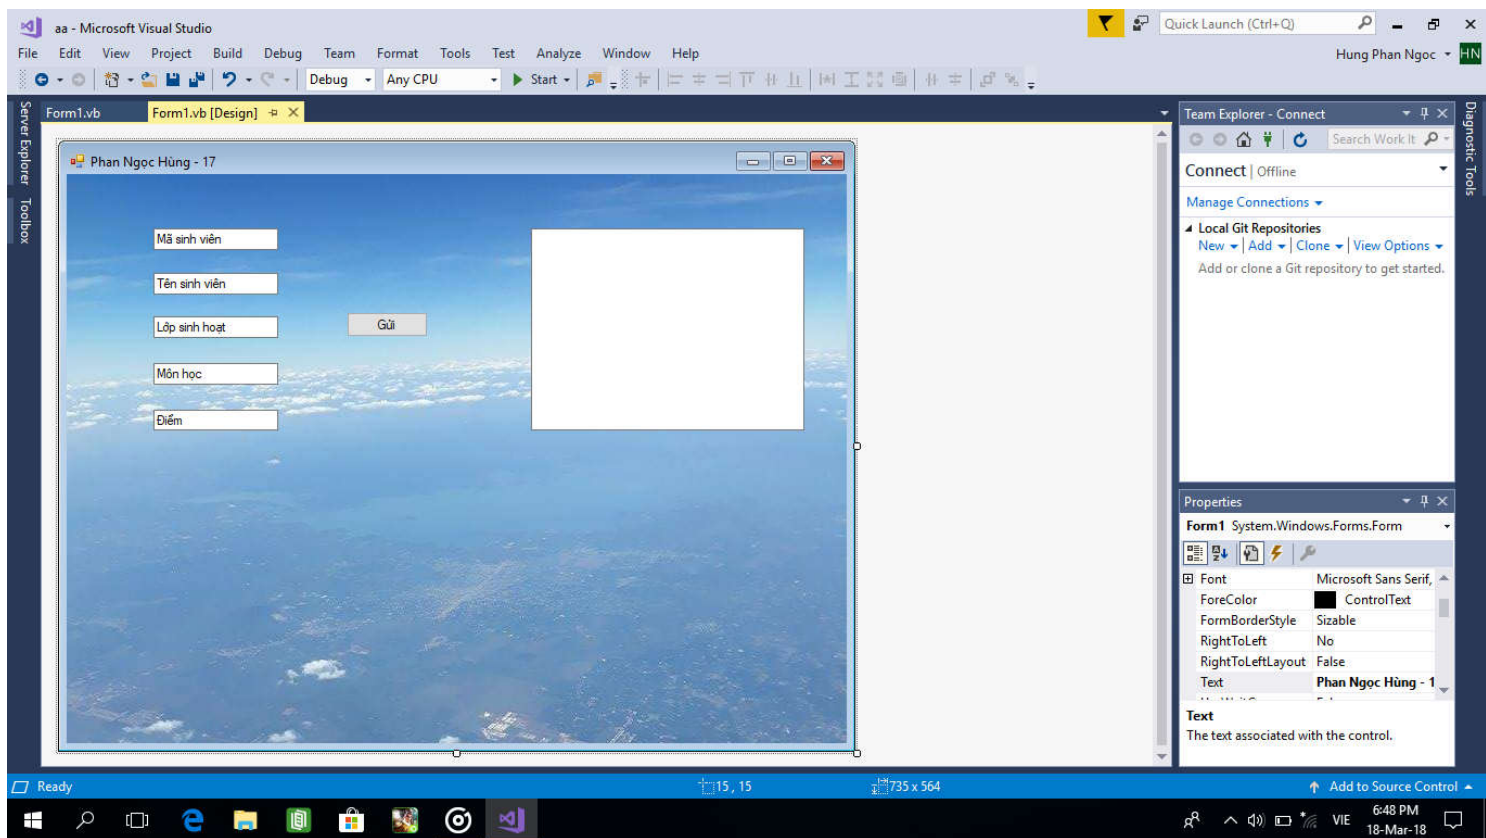 aa - Microsoft Visual Studio
Quick Launch (Ctrl+Q)
File Edit View Project Build Debug Team Format Tools Test Analyze Window Help
Hung Phan Ngoc HN
Debug Any CPU Start
Server Explorer
Toolbox
Form1.vb Form1.vb [Design]
Phan Ngọc Hùng - 17
Mã sinh viên
Tên sinh viên
Lớp sinh hoạt
Gửi
Môn học
Điểm
Team Explorer - Connect
Search Work It
Connect | Offline
Manage Connections
Local Git Repositories
New Add Clone View Options
Add or clone a Git repository to get started.
Diagnostic Tools
Properties
Form1 System.Windows.Forms.Form
Font Microsoft Sans Serif,
ForeColor ControlText
FormBorderStyle Sizable
RightToLeft No
RightToLeftLayout False
Text Phan Ngọc Hùng - 1
Text
The text associated with the control.
Ready 15 , 15 735 x 564 Add to Source Control
VIE
6:48 PM
18-Mar-18